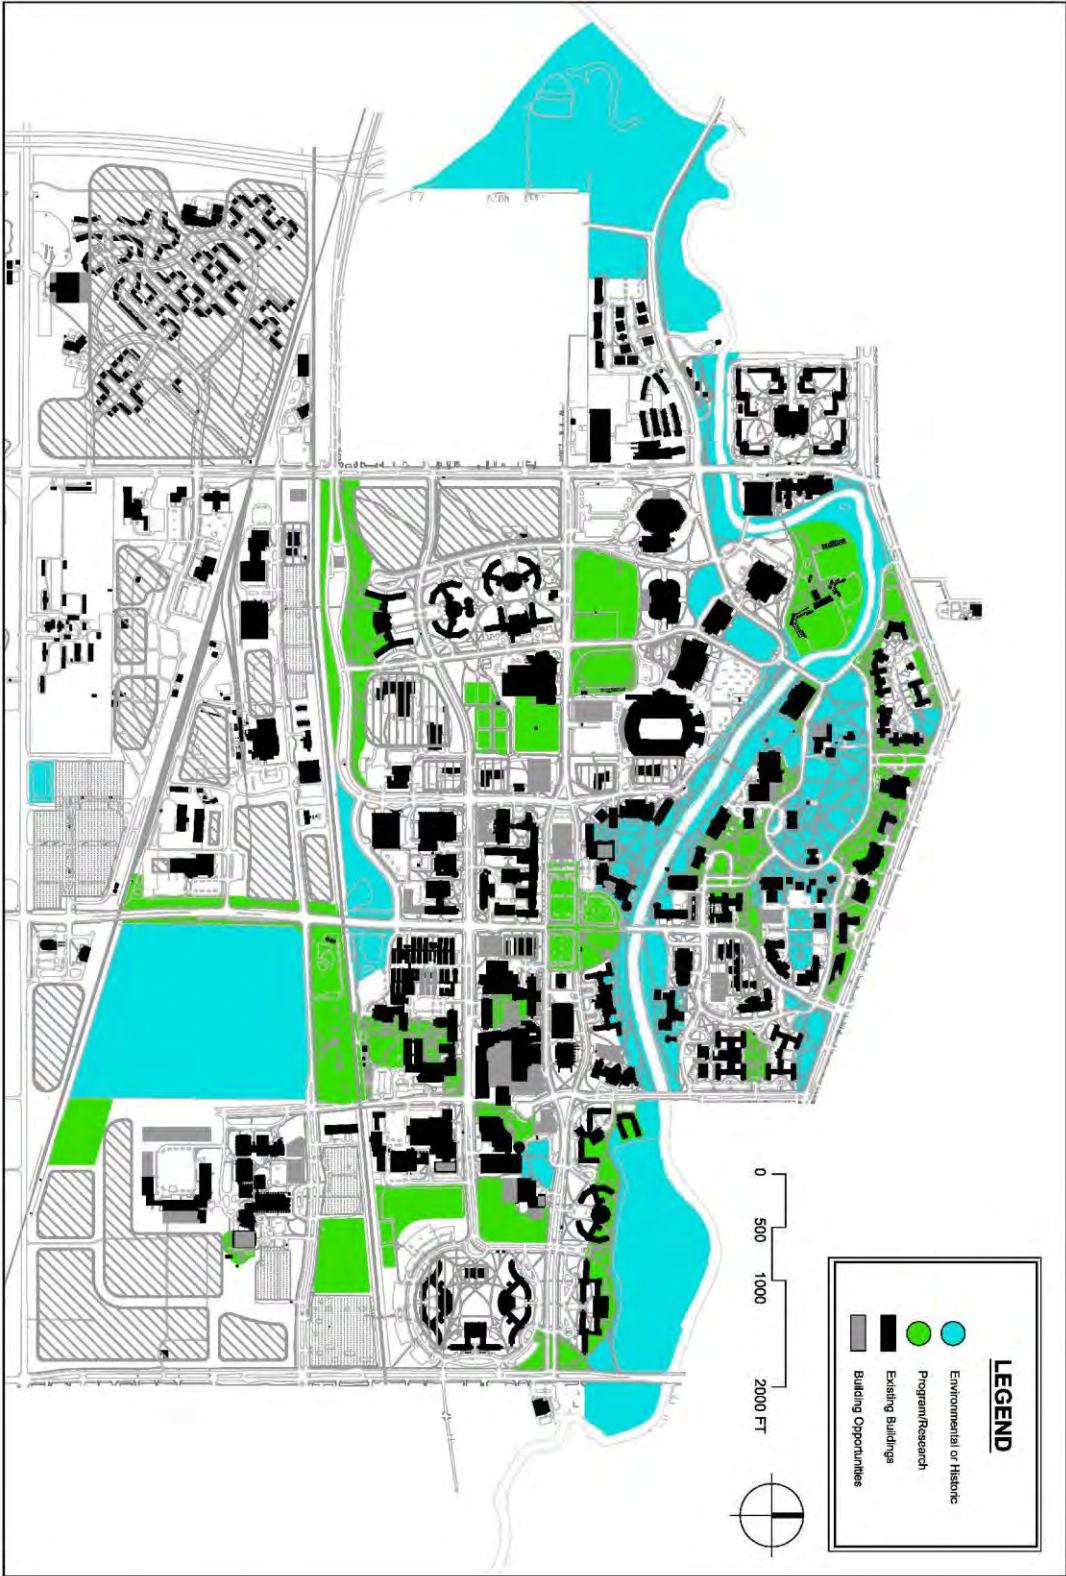 LEGEND
Environmental or Historic
Program/Research
Existing Buildings
Building Opportunities
0 500 1000 2000 FT